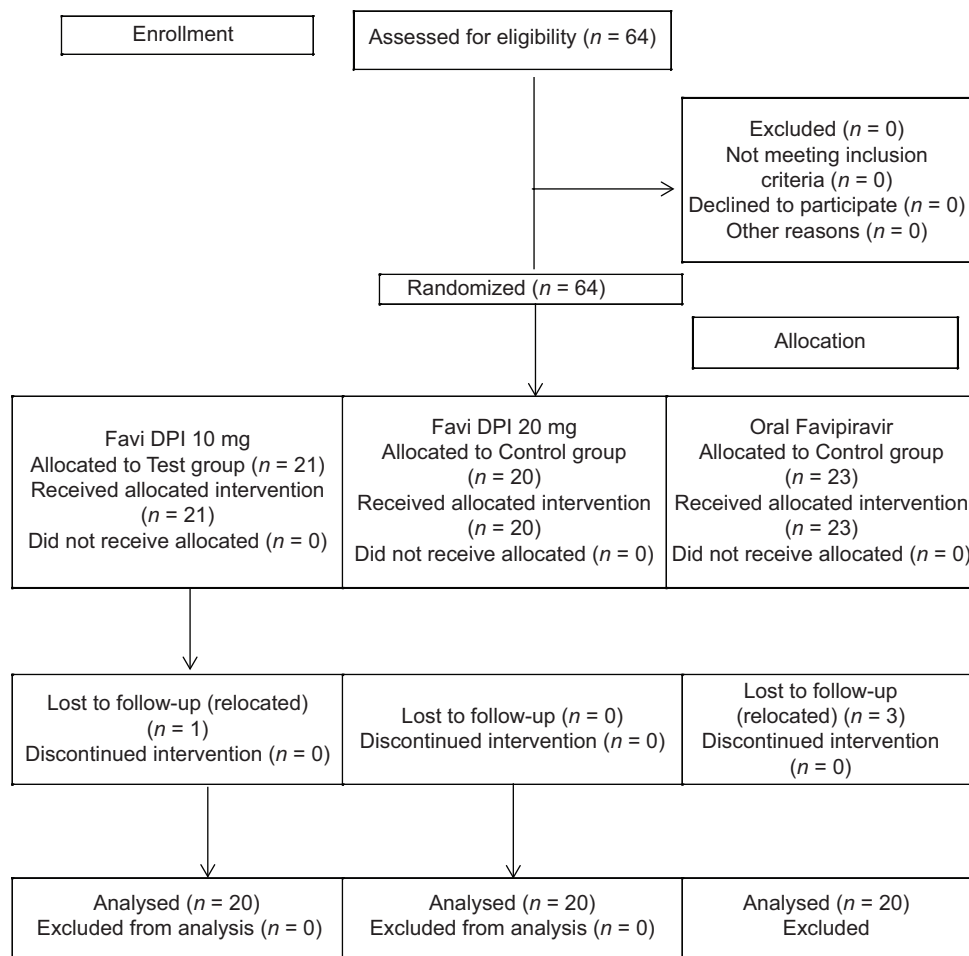 Enrollment
Assessed for eligibility (n = 64)
Excluded (n = 0)
Not meeting inclusion
criteria (n = 0)
Declined to participate (n = 0)
Other reasons (n = 0)
Randomized (n = 64)
Allocation
Favi DPI 10 mg
Allocated to Test group (n = 21)
Received allocated intervention
(n = 21)
Did not receive allocated (n = 0)
Favi DPI 20 mg
Allocated to Control group
(n = 20)
Received allocated intervention
(n = 20)
Did not receive allocated (n = 0)
Oral Favipiravir
Allocated to Control group
(n = 23)
Received allocated intervention
(n = 23)
Did not receive allocated (n = 0)
Lost to follow-up (relocated)
(n = 1)
Discontinued intervention (n = 0)
Lost to follow-up (n = 0)
Discontinued intervention (n = 0)
Lost to follow-up
(relocated) (n = 3)
Discontinued intervention
(n = 0)
Analysed (n = 20)
Excluded from analysis (n = 0)
Analysed (n = 20)
Excluded from analysis (n = 0)
Analysed (n = 20)
Excluded